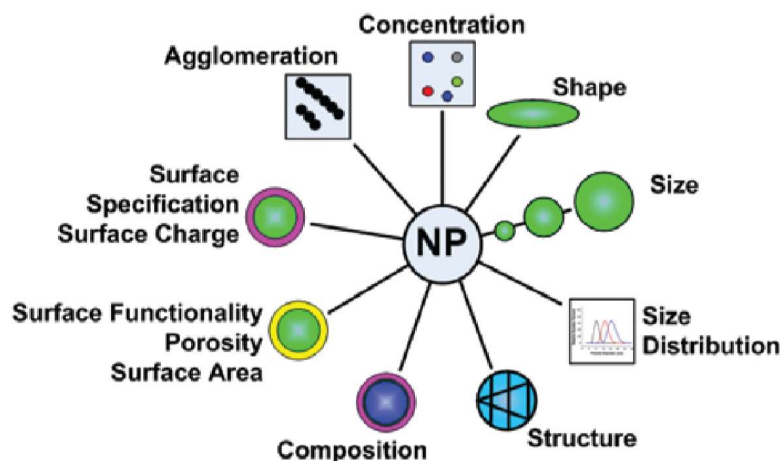 Concentration
Agglomeration
Shape
Surface
Specification
Surface Charge
Size
NP
Surface Functionality
Porosity
Surface Area
Size
Distribution
Composition
Structure